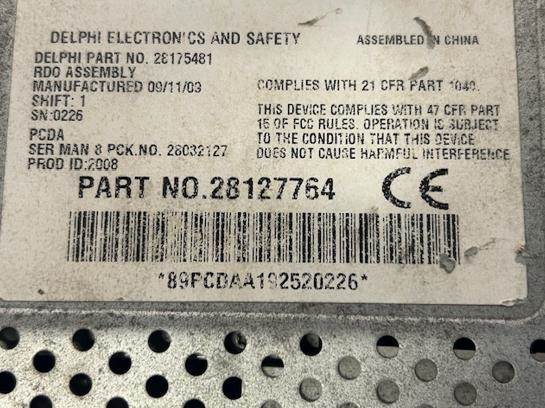 DELPHI ELECTRONICS AND SAFETY
ASSEMBLED IN CHINA
DELPHI PART NO. 28175481
RDO ASSEMBLY
MANUFACTURED 09/11/03
SHIFT: 1
SN:0226
COMPLIES WITH 21 CFR PART 1040.
THIS DEVICE COMPLIES WITH 47 CFR PART
15 OF FCC RULES. OPERATION IS SUBJECT
TO THE CONDITION THAT THIS DEVICE
DOES NOT CAUSE HARMFUL INTERFERENCE
PCDA
SER MAN 8 PCK.NO. 28032127
PROD ID:2008
PART NO.28127764
CE
*89PCDAA192520226*